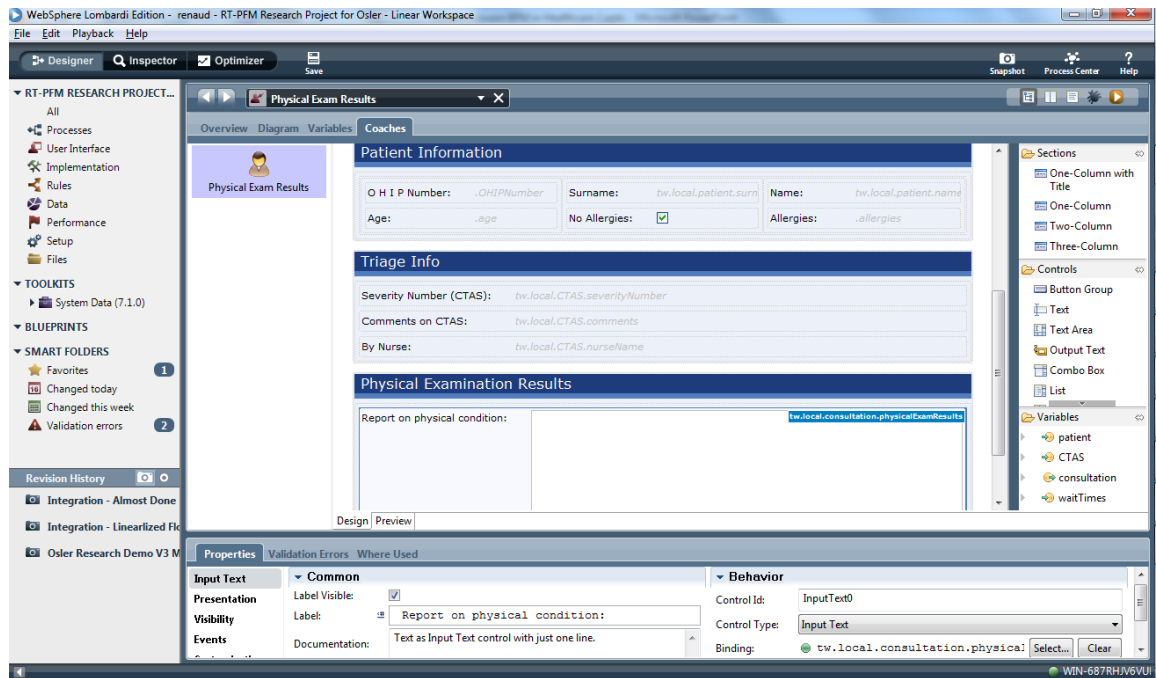 WebSphere Lombardi Edition - renaud - RT-PFM Research Project for Osler - Linear Workspace
File Edit Playback Help
Designer Inspector Optimizer Save Snapshot Process Center Help
RT-PFM RESEARCH PROJECT...
All
Processes
User Interface
Implementation
Rules
Data
Performance
Setup
Files
TOOLKITS
System Data (7.1.0)
BLUEPRINTS
SMART FOLDERS
Favorites 1
Changed today
Changed this week
Validation errors 2
Revision History
Integration - Almost Done
Integration - Linearlized Flo
Osler Research Demo V3 M
Physical Exam Results
Overview Diagram Variables Coaches
Physical Exam Results
Patient Information
O H I P Number: .OHIPNumber Surname: tw.local.patient.surn Name: tw.local.patient.name
Age: .age No Allergies: Allergies: .allergies
Triage Info
Severity Number (CTAS): tw.local.CTAS.severityNumber
Comments on CTAS: tw.local.CTAS.comments
By Nurse: tw.local.CTAS.nurseName
Physical Examination Results
Report on physical condition: tw.local.consultation.physicalExamResults
Design Preview
Sections
One-Column with
Title
One-Column
Two-Column
Three-Column
Controls
Button Group
Text
Text Area
Output Text
Combo Box
List
Variables
patient
CTAS
consultation
waitTimes
Properties Validation Errors Where Used
Input Text
Presentation
Visibility
Events
Common
Label Visible:
Label: Report on physical condition:
Documentation: Text as Input Text control with just one line.
Behavior
Control Id: InputText0
Control Type: Input Text
Binding: tw.local.consultation.physical Select... Clear
WIN-687RHJV6VUI